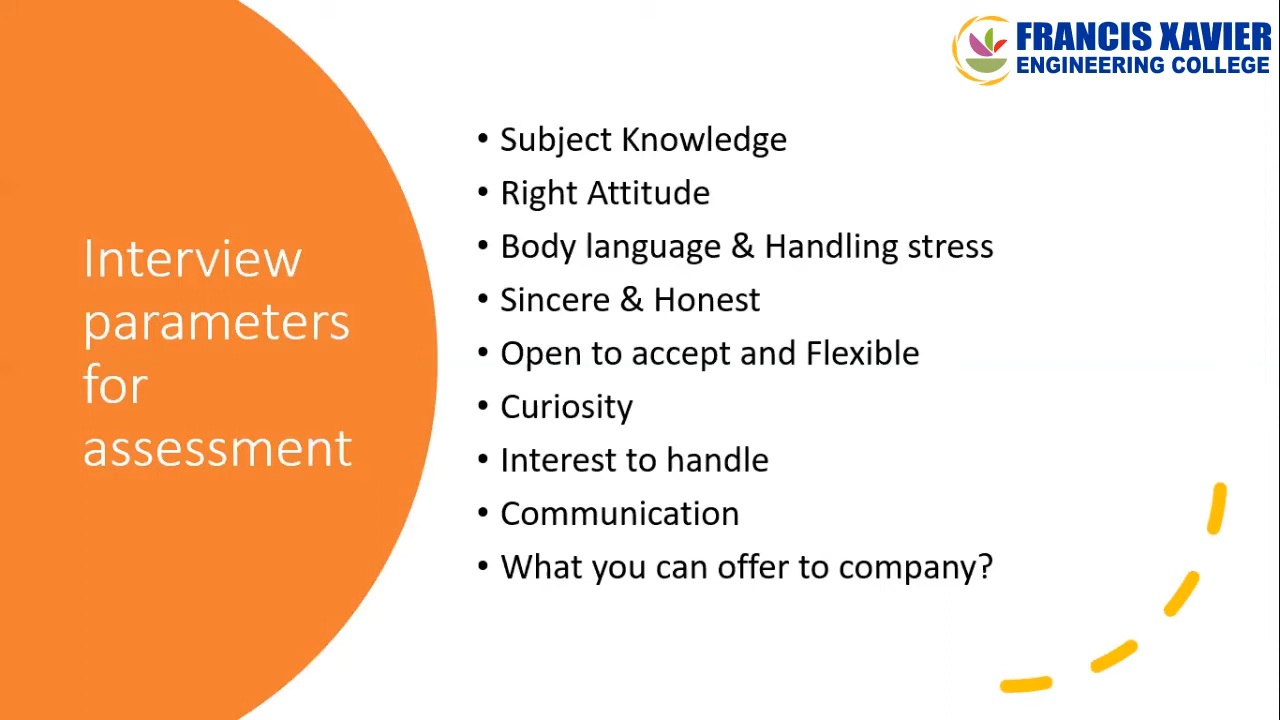 FRANCIS XAVIER
ENGINEERING COLLEGE
Interview
parameters
for
assessment
• Subject Knowledge
• Right Attitude
• Body language & Handling stress
• Sincere & Honest
• Open to accept and Flexible
• Curiosity
• Interest to handle
• Communication
• What you can offer to company?